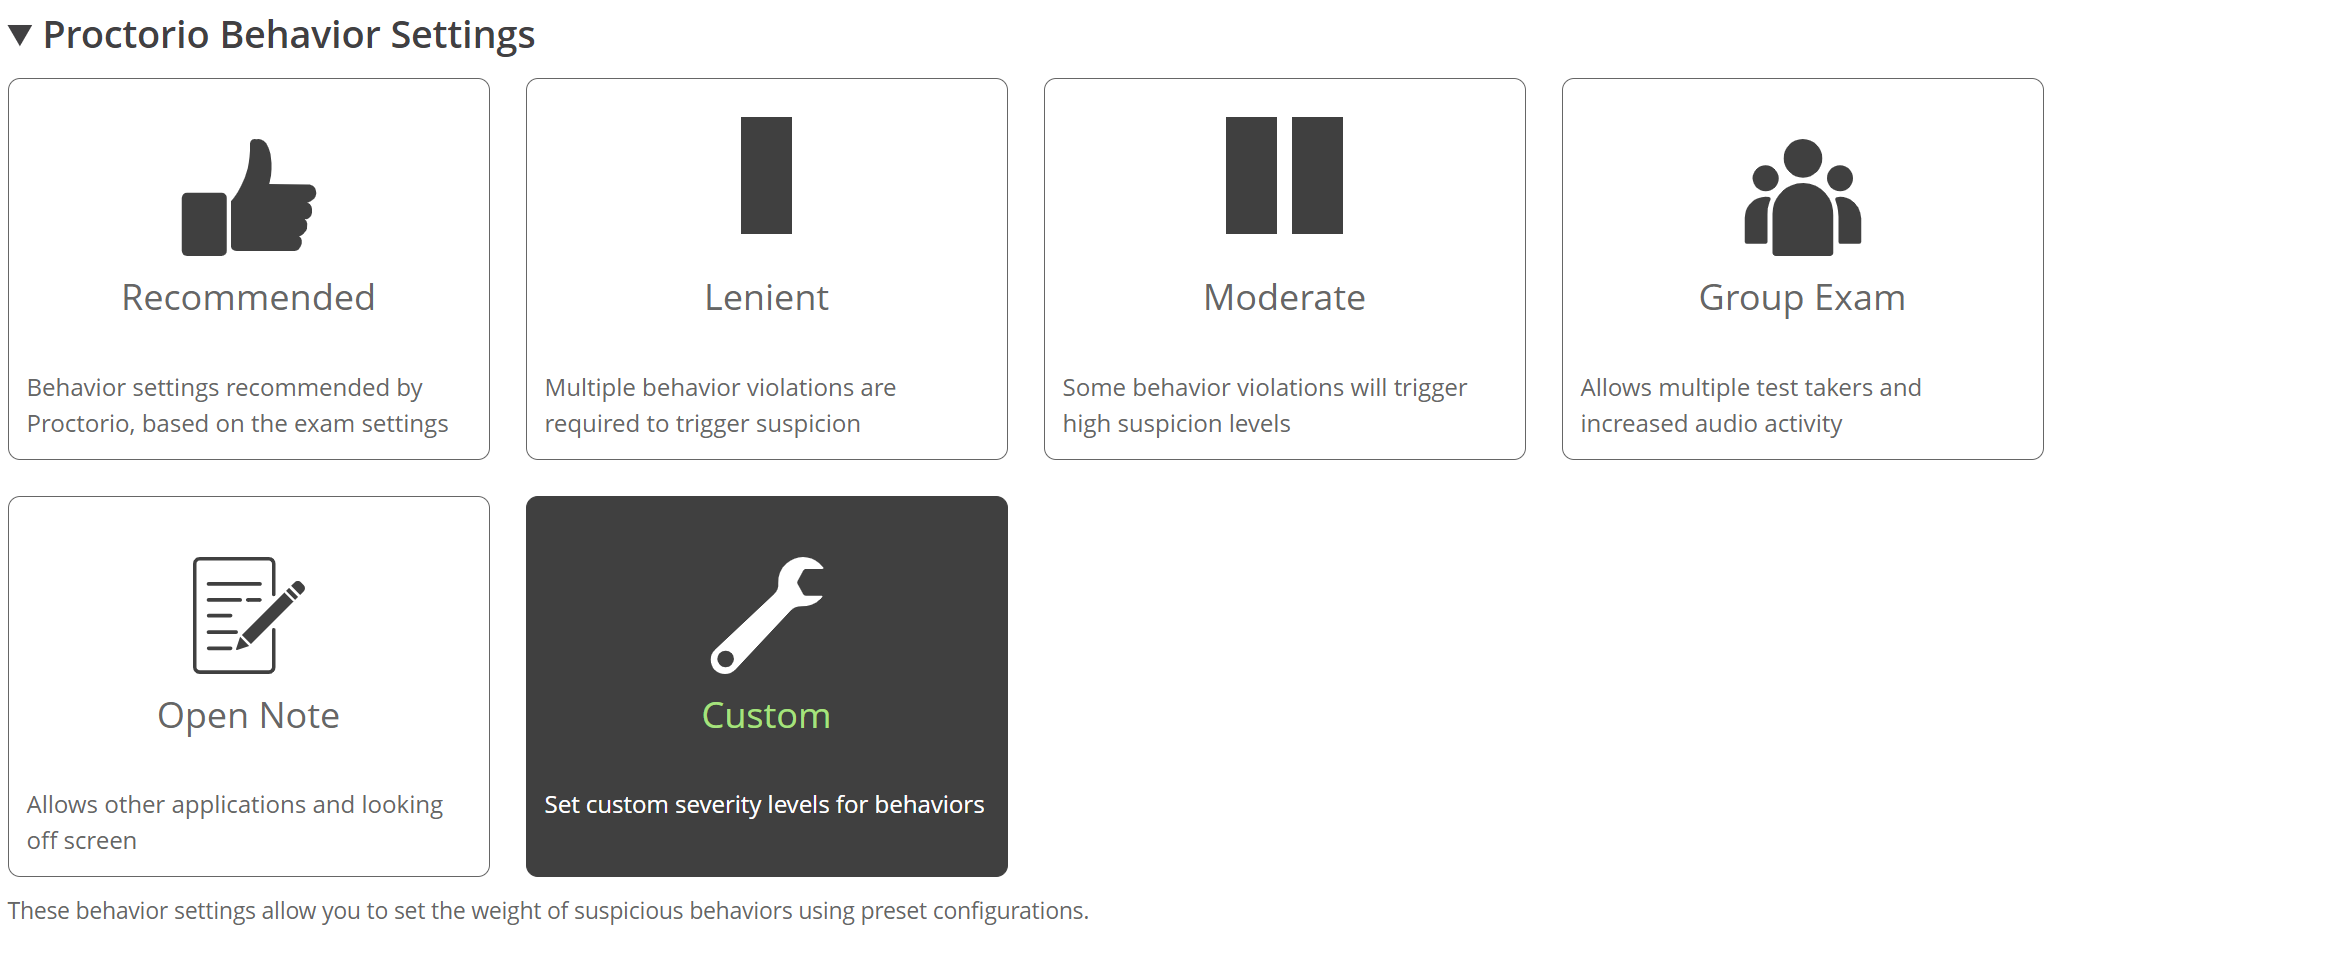 Proctorio Behavior Settings
Recommended
Behavior settings recommended by
Proctorio, based on the exam settings
Lenient
Multiple behavior violations are
required to trigger suspicion
Moderate
Some behavior violations will trigger
high suspicion levels
Group Exam
Allows multiple test takers and
increased audio activity
Open Note
Allows other applications and looking
off screen
Custom
Set custom severity levels for behaviors
These behavior settings allow you to set the weight of suspicious behaviors using preset configurations.